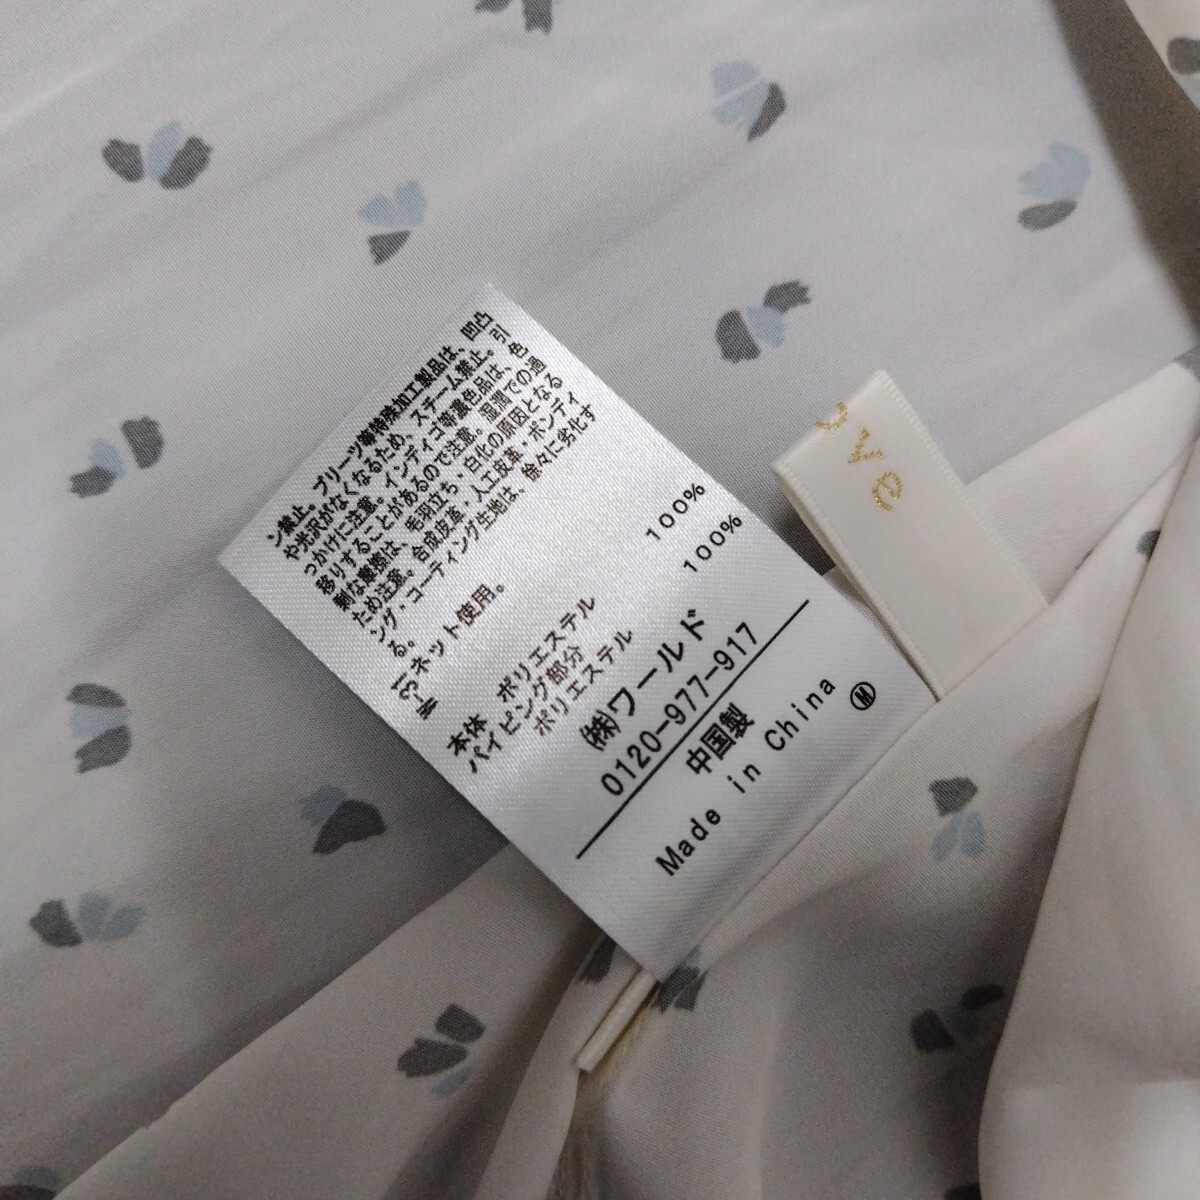 ン禁止。プリーツ等特殊加工製品は、凹凸
や光沢がなくなるため、スチーム禁止。引
っかけに注意。インディゴ等濃色品は、色
移りすることがあるので注意。湿潤での過
剰な摩擦は、毛羽立ち、白化の原因となる
ため注意。合成皮革・人工皮革・ボンディ
ング・コーティング生地は、徐々に劣化す
る。
ネット使用。
本体 ポリエステル 100%
パイピング部分
ポリエステル 100%
㈱ワールド
0120-977-917
中国製
Made in China Ⓜ
ove